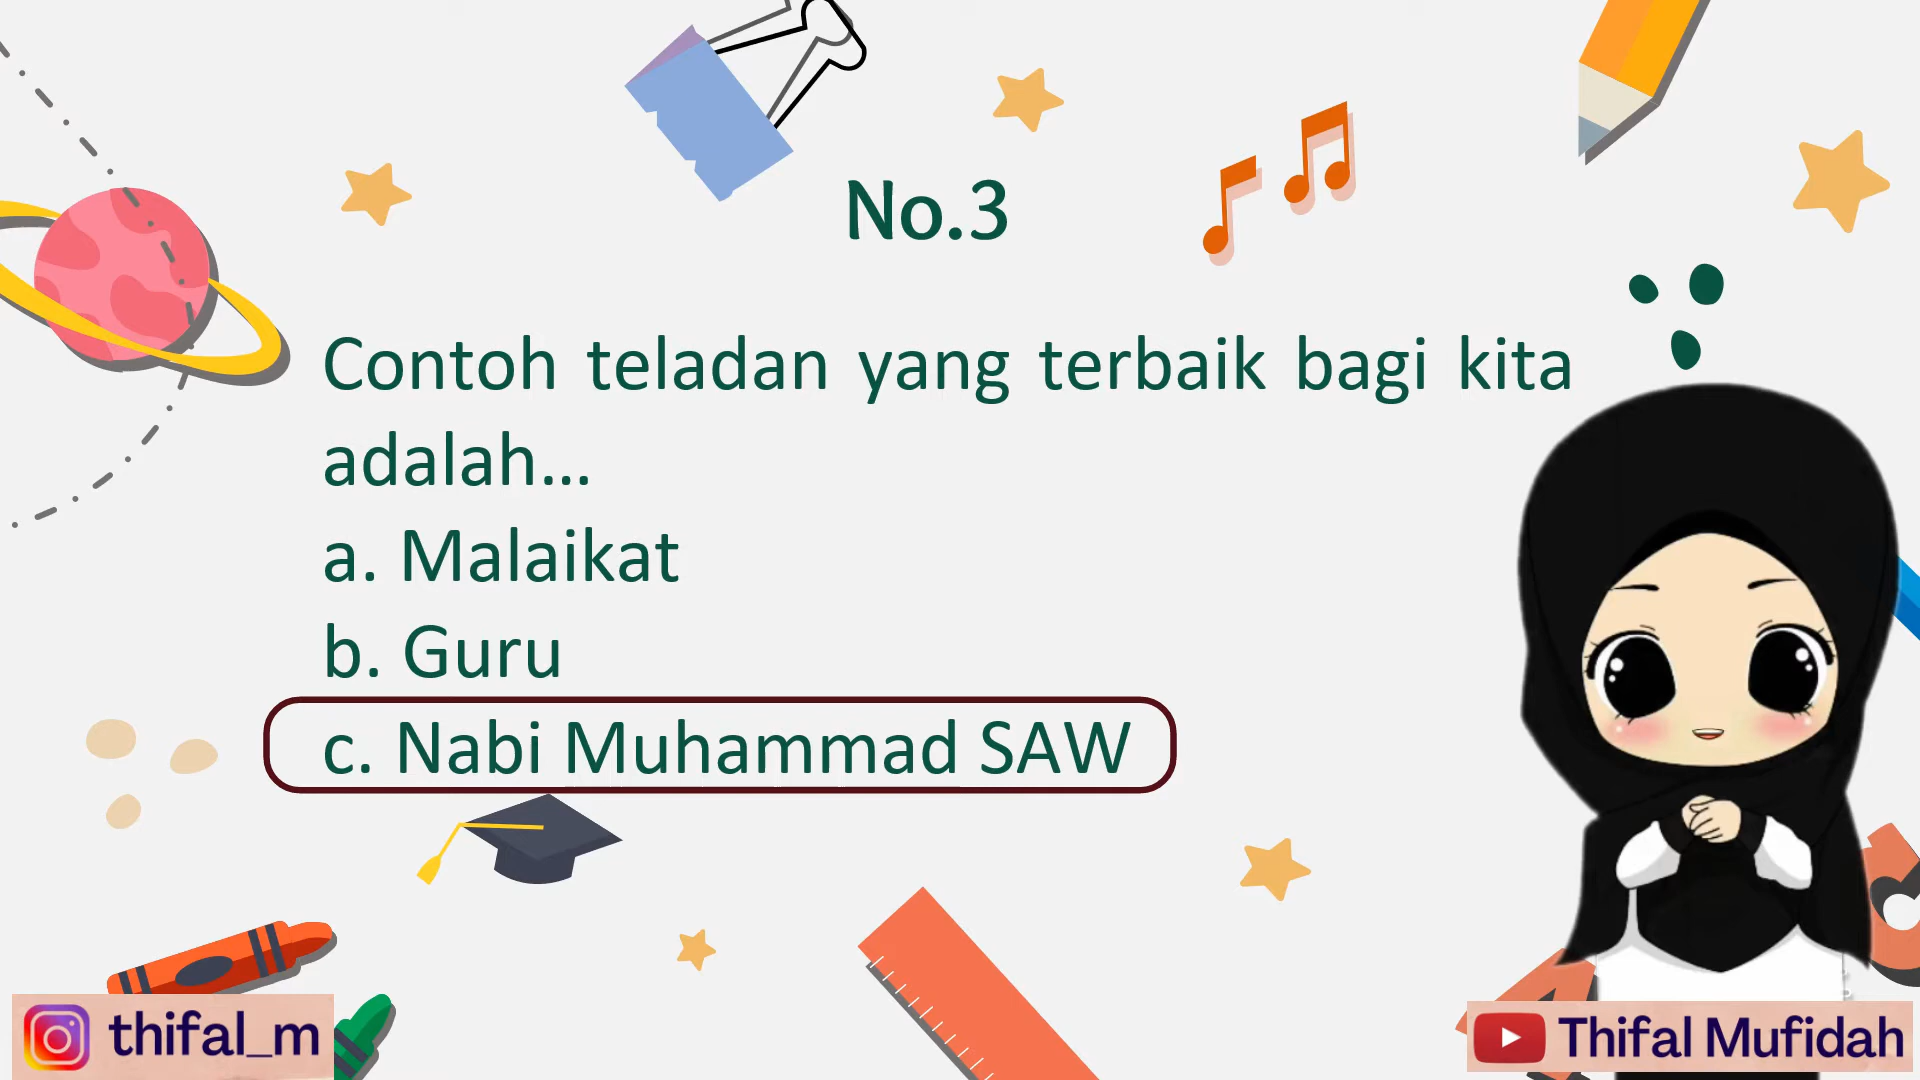 No.3
Contoh teladan yang terbaik bagi kita
adalah...
a. Malaikat
b. Guru
c. Nabi Muhammad SAW
thifal_m
Thifal Mufidah